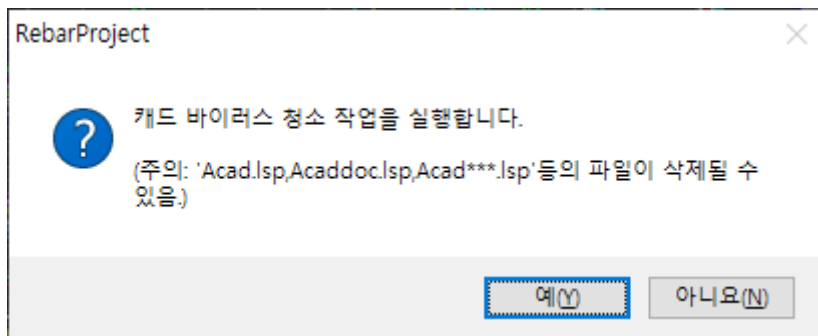 RebarProject
캐드 바이러스 청소 작업을 실행합니다.
(주의: 'Acad.lsp,Acaddoc.lsp,Acad***.lsp'등의 파일이 삭제될 수
있음.)
예(Y)
아니요(N)